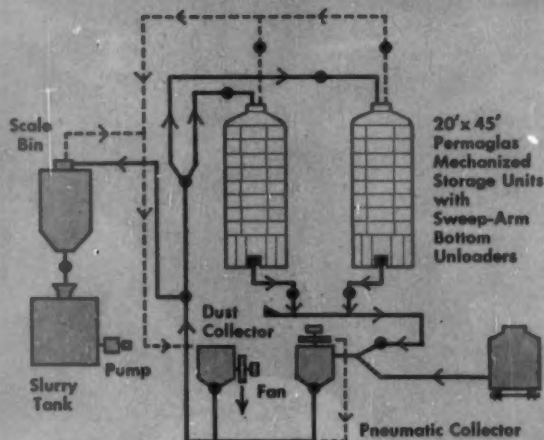 Scale
Bin
20' x 45'
Permaglas
Mechanized
Storage Units
with
Sweep-Arm
Bottom
Unloaders
Dust
Collector
Pump
Slurry
Tank
Fan
Pneumatic Collector